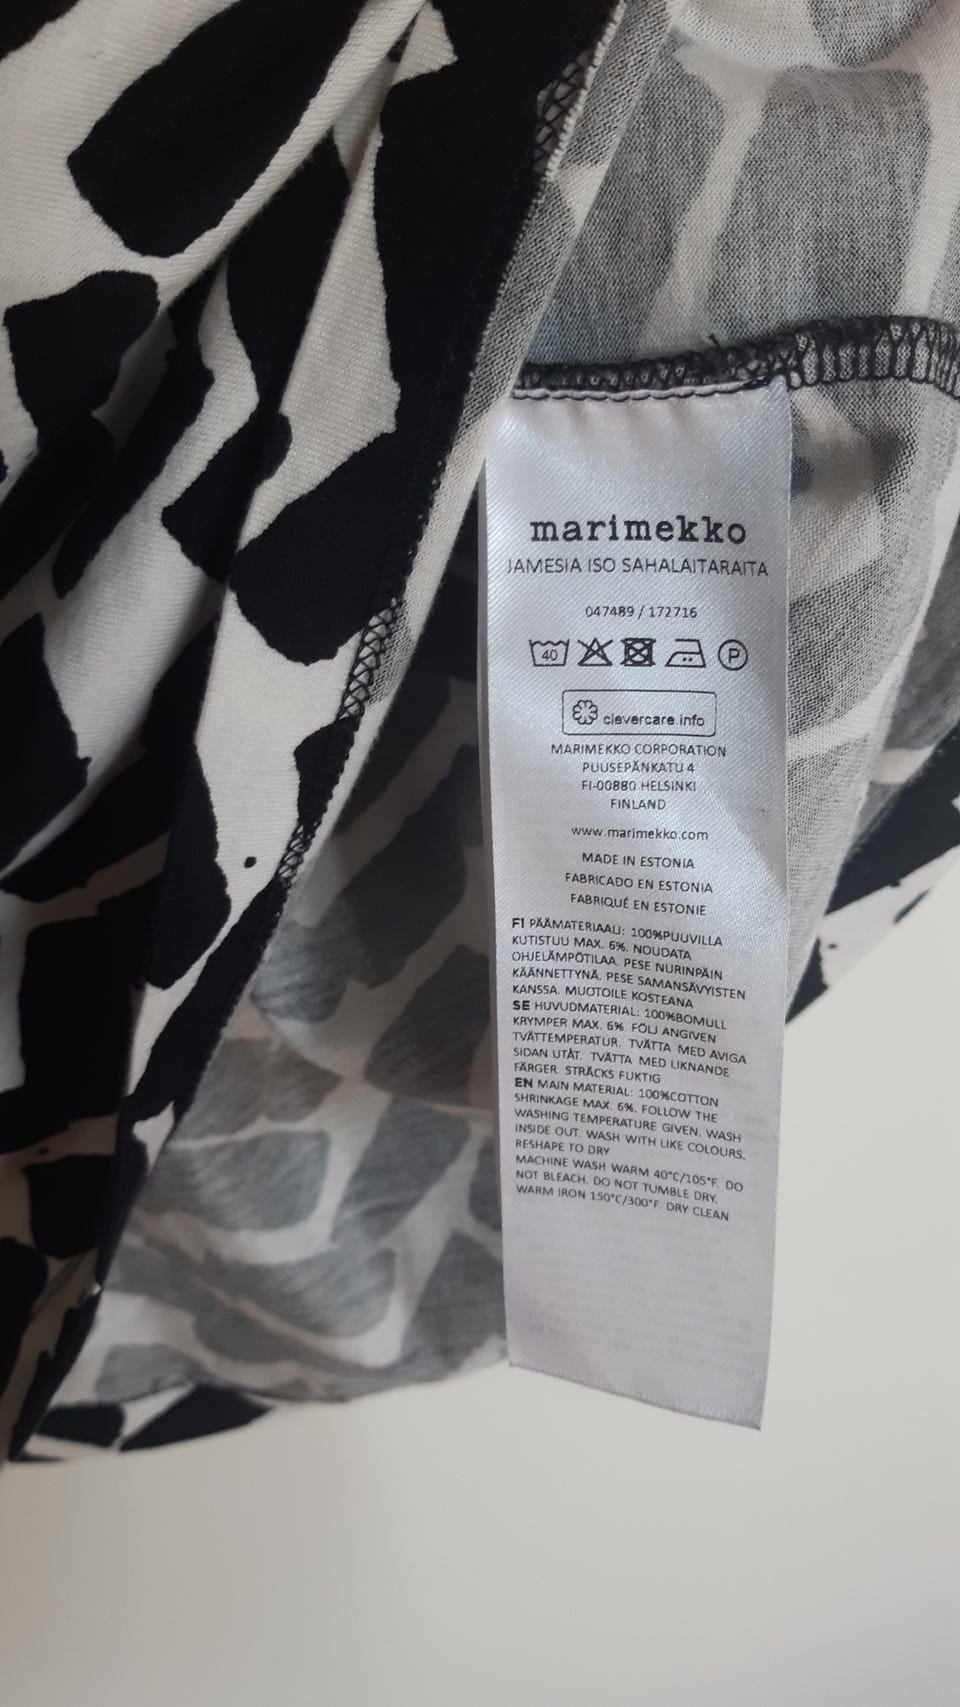 marimekko
JAMESIA ISO SAHALAITARAITA
047489 / 172716
40 P
clevercare.info
MARIMEKKO CORPORATION
PUUSEPÄNKATU 4
FI-00880 HELSINKI
FINLAND
www.marimekko.com
MADE IN ESTONIA
FABRICADO EN ESTONIA
FABRIQUÉ EN ESTONIE
FI PÄÄMATERIAALI: 100%PUUVILLA
KUTISTUU MAX. 6%. NOUDATA
OHJELÄMPÖTILAA. PESE NURINPÄIN
KÄÄNNETTYNÄ. PESE SAMANSÄVYISTEN
KANSSA. MUOTOILE KOSTEANA
SE HUVUDMATERIAL: 100%BOMULL
KRYMPER MAX. 6%. FÖLJ ANGIVEN
TVÄTTEMPERATUR. TVÄTTA MED AVIGA
SIDAN UTÅT. TVÄTTA MED LIKNANDE
FÄRGER. STRÄCKS FUKTIG
EN MAIN MATERIAL: 100%COTTON
SHRINKAGE MAX. 6%. FOLLOW THE
WASHING TEMPERATURE GIVEN. WASH
INSIDE OUT. WASH WITH LIKE COLOURS.
RESHAPE TO DRY
MACHINE WASH WARM 40°C/105°F. DO
NOT BLEACH. DO NOT TUMBLE DRY.
WARM IRON 150°C/300°F. DRY CLEAN